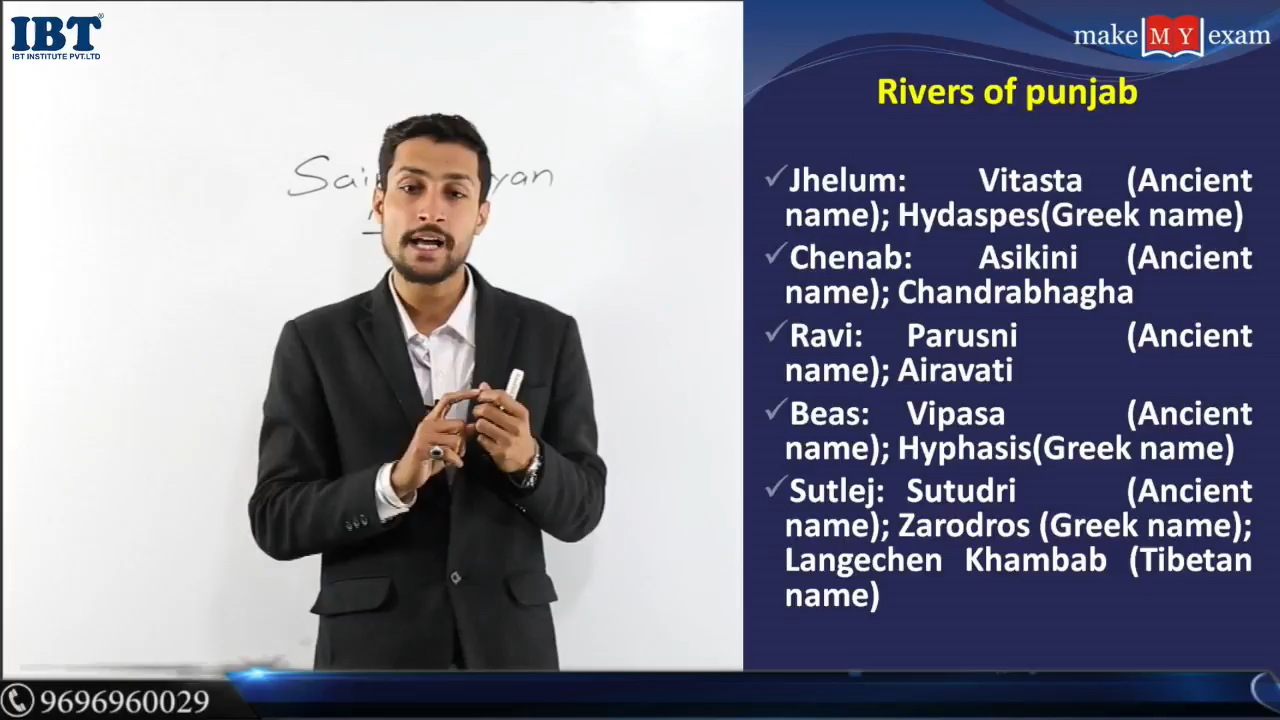 IBT
IBT INSTITUTE PVT.LTD
make MY exam
Rivers of punjab
Jhelum: Vitasta (Ancient
name); Hydaspes(Greek name)
Chenab: Asikini (Ancient
name); Chandrabhagha
Ravi: Parusni (Ancient
name); Airavati
Beas: Vipasa (Ancient
name); Hyphasis(Greek name)
Sutlej: Sutudri (Ancient
name); Zarodros (Greek name);
Langechen Khambab (Tibetan
name)
9696960029